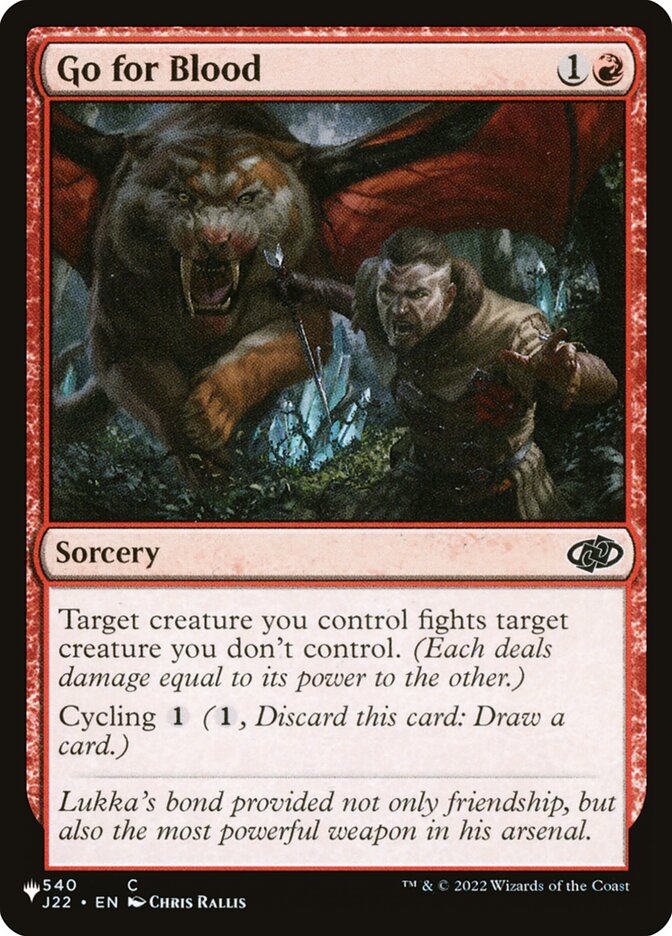 Go for Blood 1
Sorcery
Target creature you control fights target
creature you don't control. (Each deals
damage equal to its power to the other.)
Cycling 1 (1, Discard this card: Draw a
card.)
Lukka's bond provided not only friendship, but
also the most powerful weapon in his arsenal.
540 C
J22 • EN Chris Rallis
™ & © 2022 Wizards of the Coast